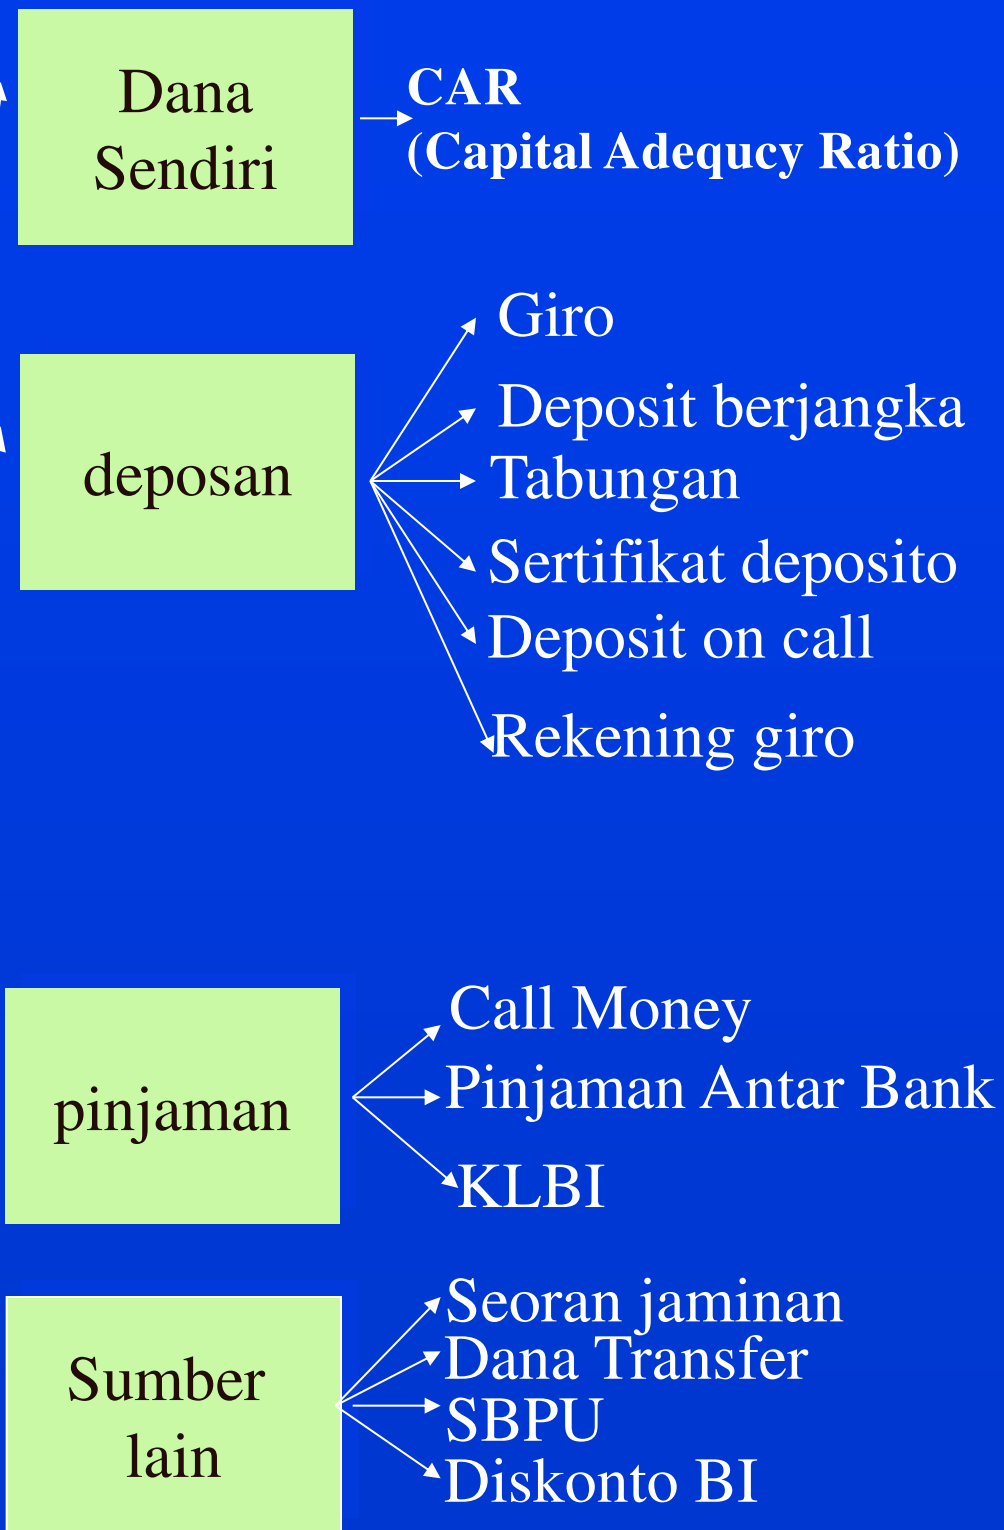 Dana
Sendiri
CAR
(Capital Adequcy Ratio)
deposan
Giro
Deposit berjangka
Tabungan
Sertifikat deposito
Deposit on call
Rekening giro
pinjaman
Call Money
Pinjaman Antar Bank
KLBI
Sumber
lain
Seoran jaminan
Dana Transfer
SBPU
Diskonto BI